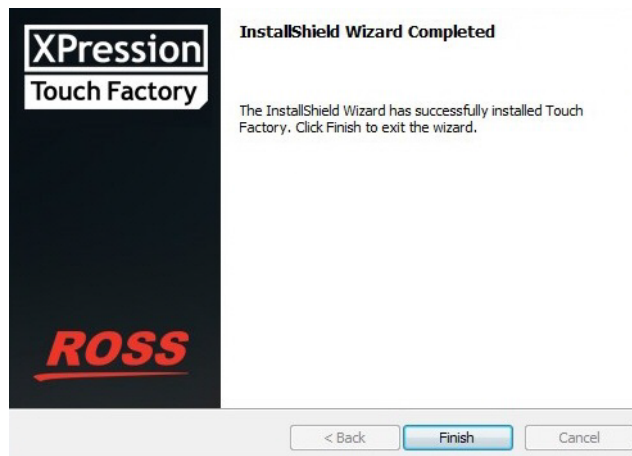 XPression
Touch Factory
InstallShield Wizard Completed
The InstallShield Wizard has successfully installed Touch
Factory. Click Finish to exit the wizard.
ROSS
< Back
Finish
Cancel